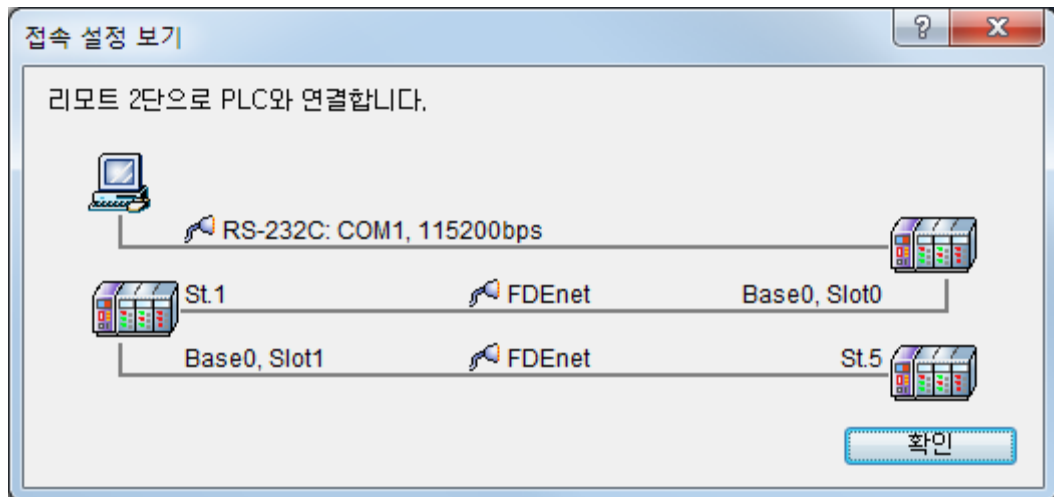 접속 설정 보기
리모트 2단으로 PLC와 연결합니다.
RS-232C: COM1, 115200bps
St.1 FDEnet Base0, Slot0
Base0, Slot1 FDEnet St.5
확인